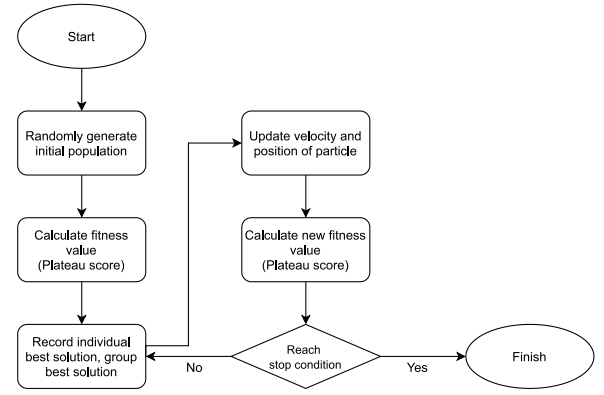 Start
Randomly generate
initial population
Calculate fitness
value
(Plateau score)
Record individual
best solution, group
best solution
Update velocity and
position of particle
Calculate new fitness
value
(Plateau score)
Reach
stop condition
No
Yes
Finish